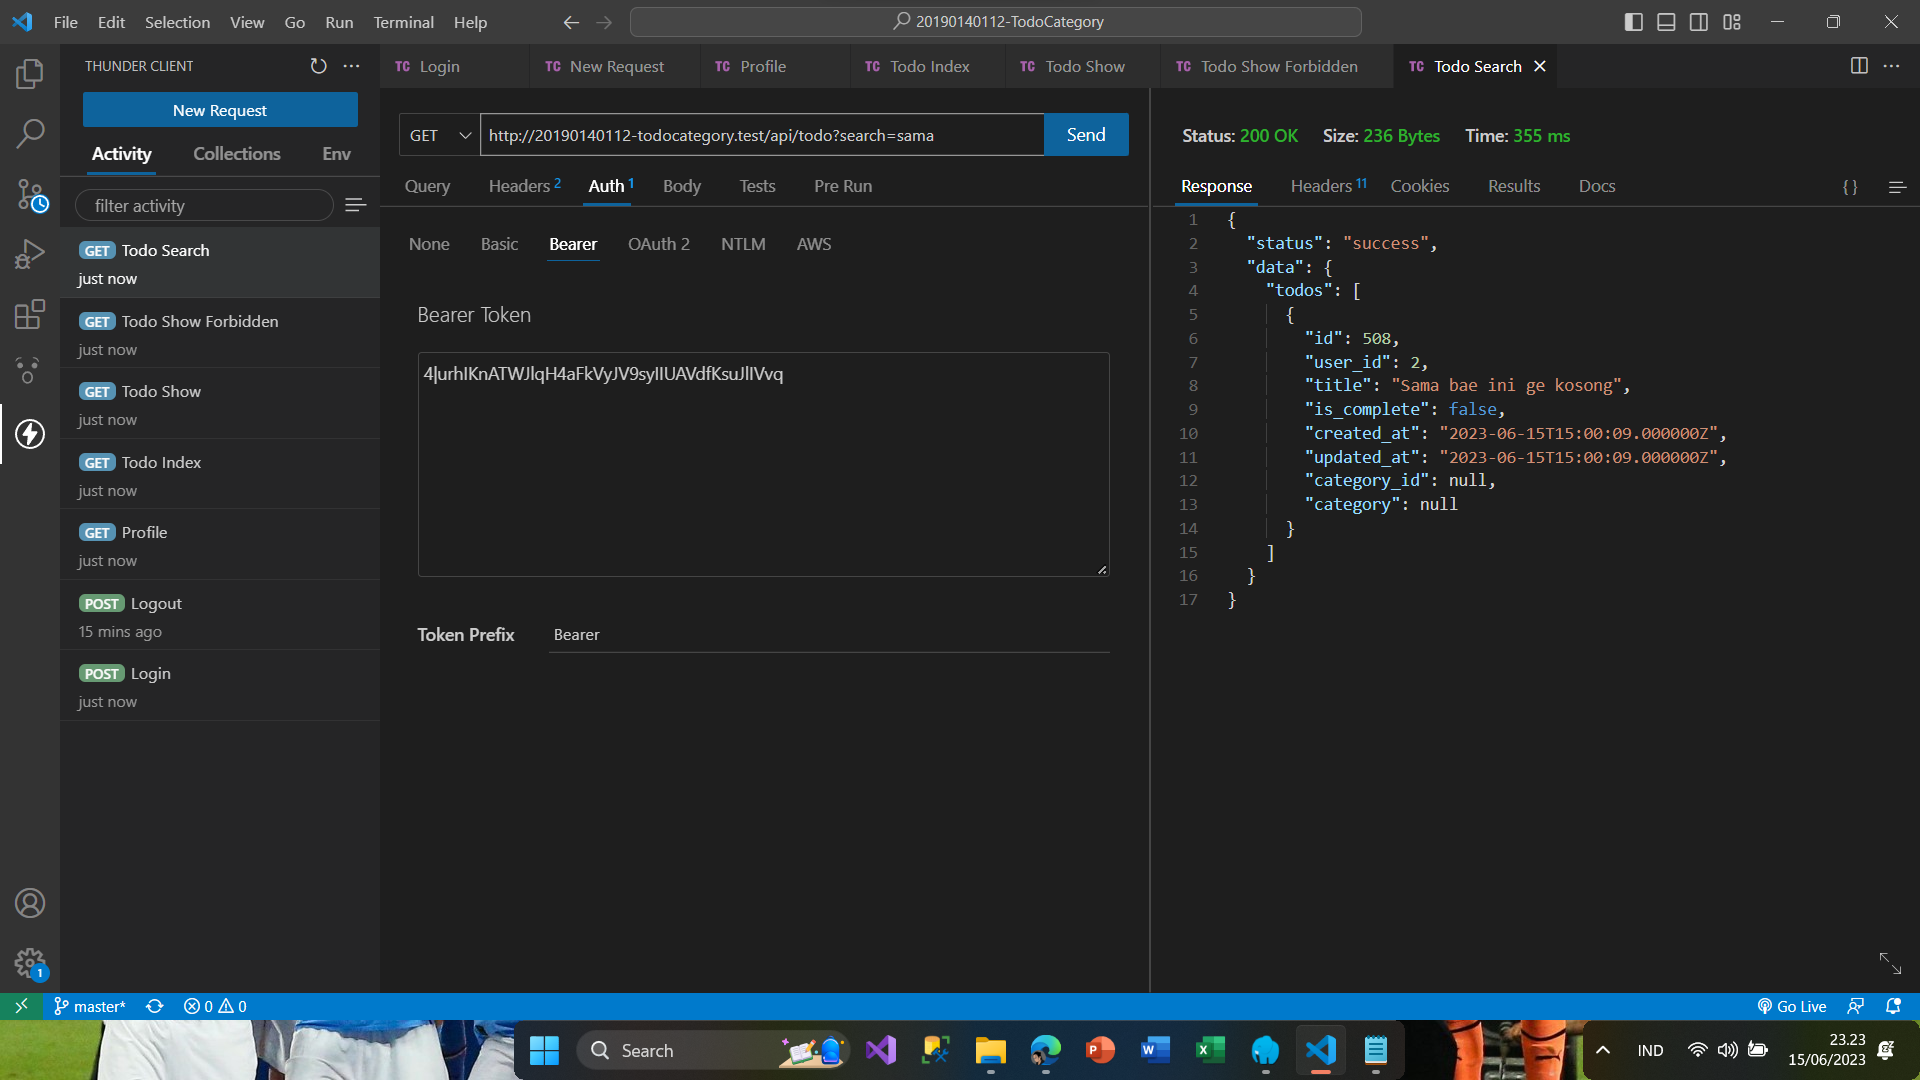 File Edit Selection View Go Run Terminal Help
20190140112-TodoCategory
THUNDER CLIENT
New Request
Activity Collections Env
filter activity
GET Todo Search
just now
GET Todo Show Forbidden
just now
GET Todo Show
just now
GET Todo Index
just now
GET Profile
just now
POST Logout
15 mins ago
POST Login
just now
TC Login TC New Request TC Profile TC Todo Index TC Todo Show TC Todo Show Forbidden TC Todo Search
GET http://20190140112-todocategory.test/api/todo?search=sama Send
Query Headers 2 Auth 1 Body Tests Pre Run
None Basic Bearer OAuth 2 NTLM AWS
Bearer Token
Token Prefix Bearer
Status: 200 OK Size: 236 Bytes Time: 355 ms
Response Headers 11 Cookies Results Docs { }
1 {
2 "status": "success",
3 "data": {
4 "todos": [
5 {
6 "id": 508,
7 "user_id": 2,
8 "title": "Sama bae ini ge kosong",
9 "is_complete": false,
10 "created_at": "2023-06-15T15:00:09.000000Z",
11 "updated_at": "2023-06-15T15:00:09.000000Z",
12 "category_id": null,
13 "category": null
14 }
15 ]
16 }
17 }
1
master* 0 0 Go Live
Search IND 23.23
15/06/2023